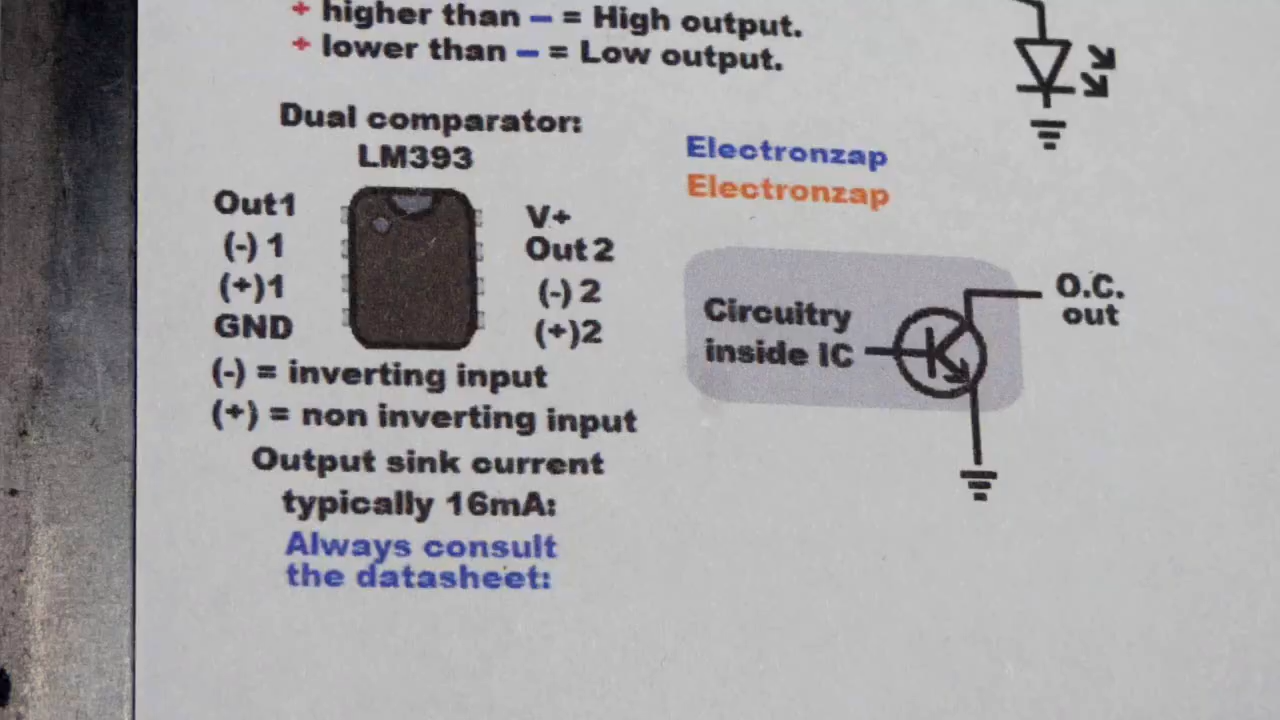 + higher than – = High output.
+ lower than – = Low output.
Dual comparator:
LM393
Out1
(-) 1
(+)1
GND
V+
Out 2
(-) 2
(+)2
(-) = inverting input
(+) = non inverting input
Output sink current
typically 16mA:
Always consult
the datasheet:
Electronzap
Electronzap
Circuitry
inside IC
O.C.
out